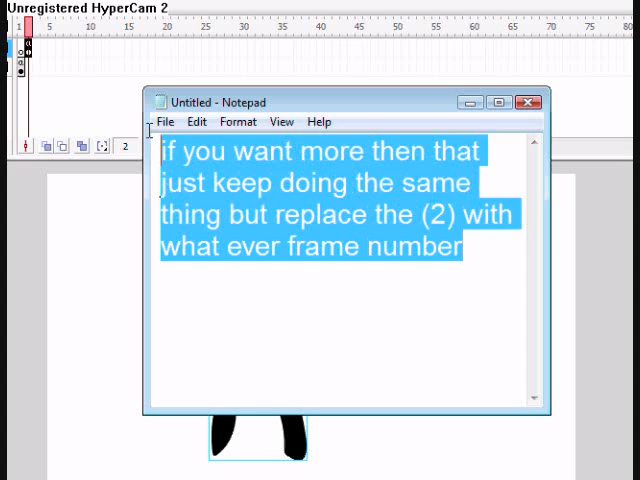 Unregistered HyperCam 2
1 5 10 15 20 25 30 35 40 45 50 55 60 65 70 75 80
a
a
2
Untitled - Notepad
File Edit Format View Help
if you want more then that
just keep doing the same
thing but replace the (2) with
what ever frame number